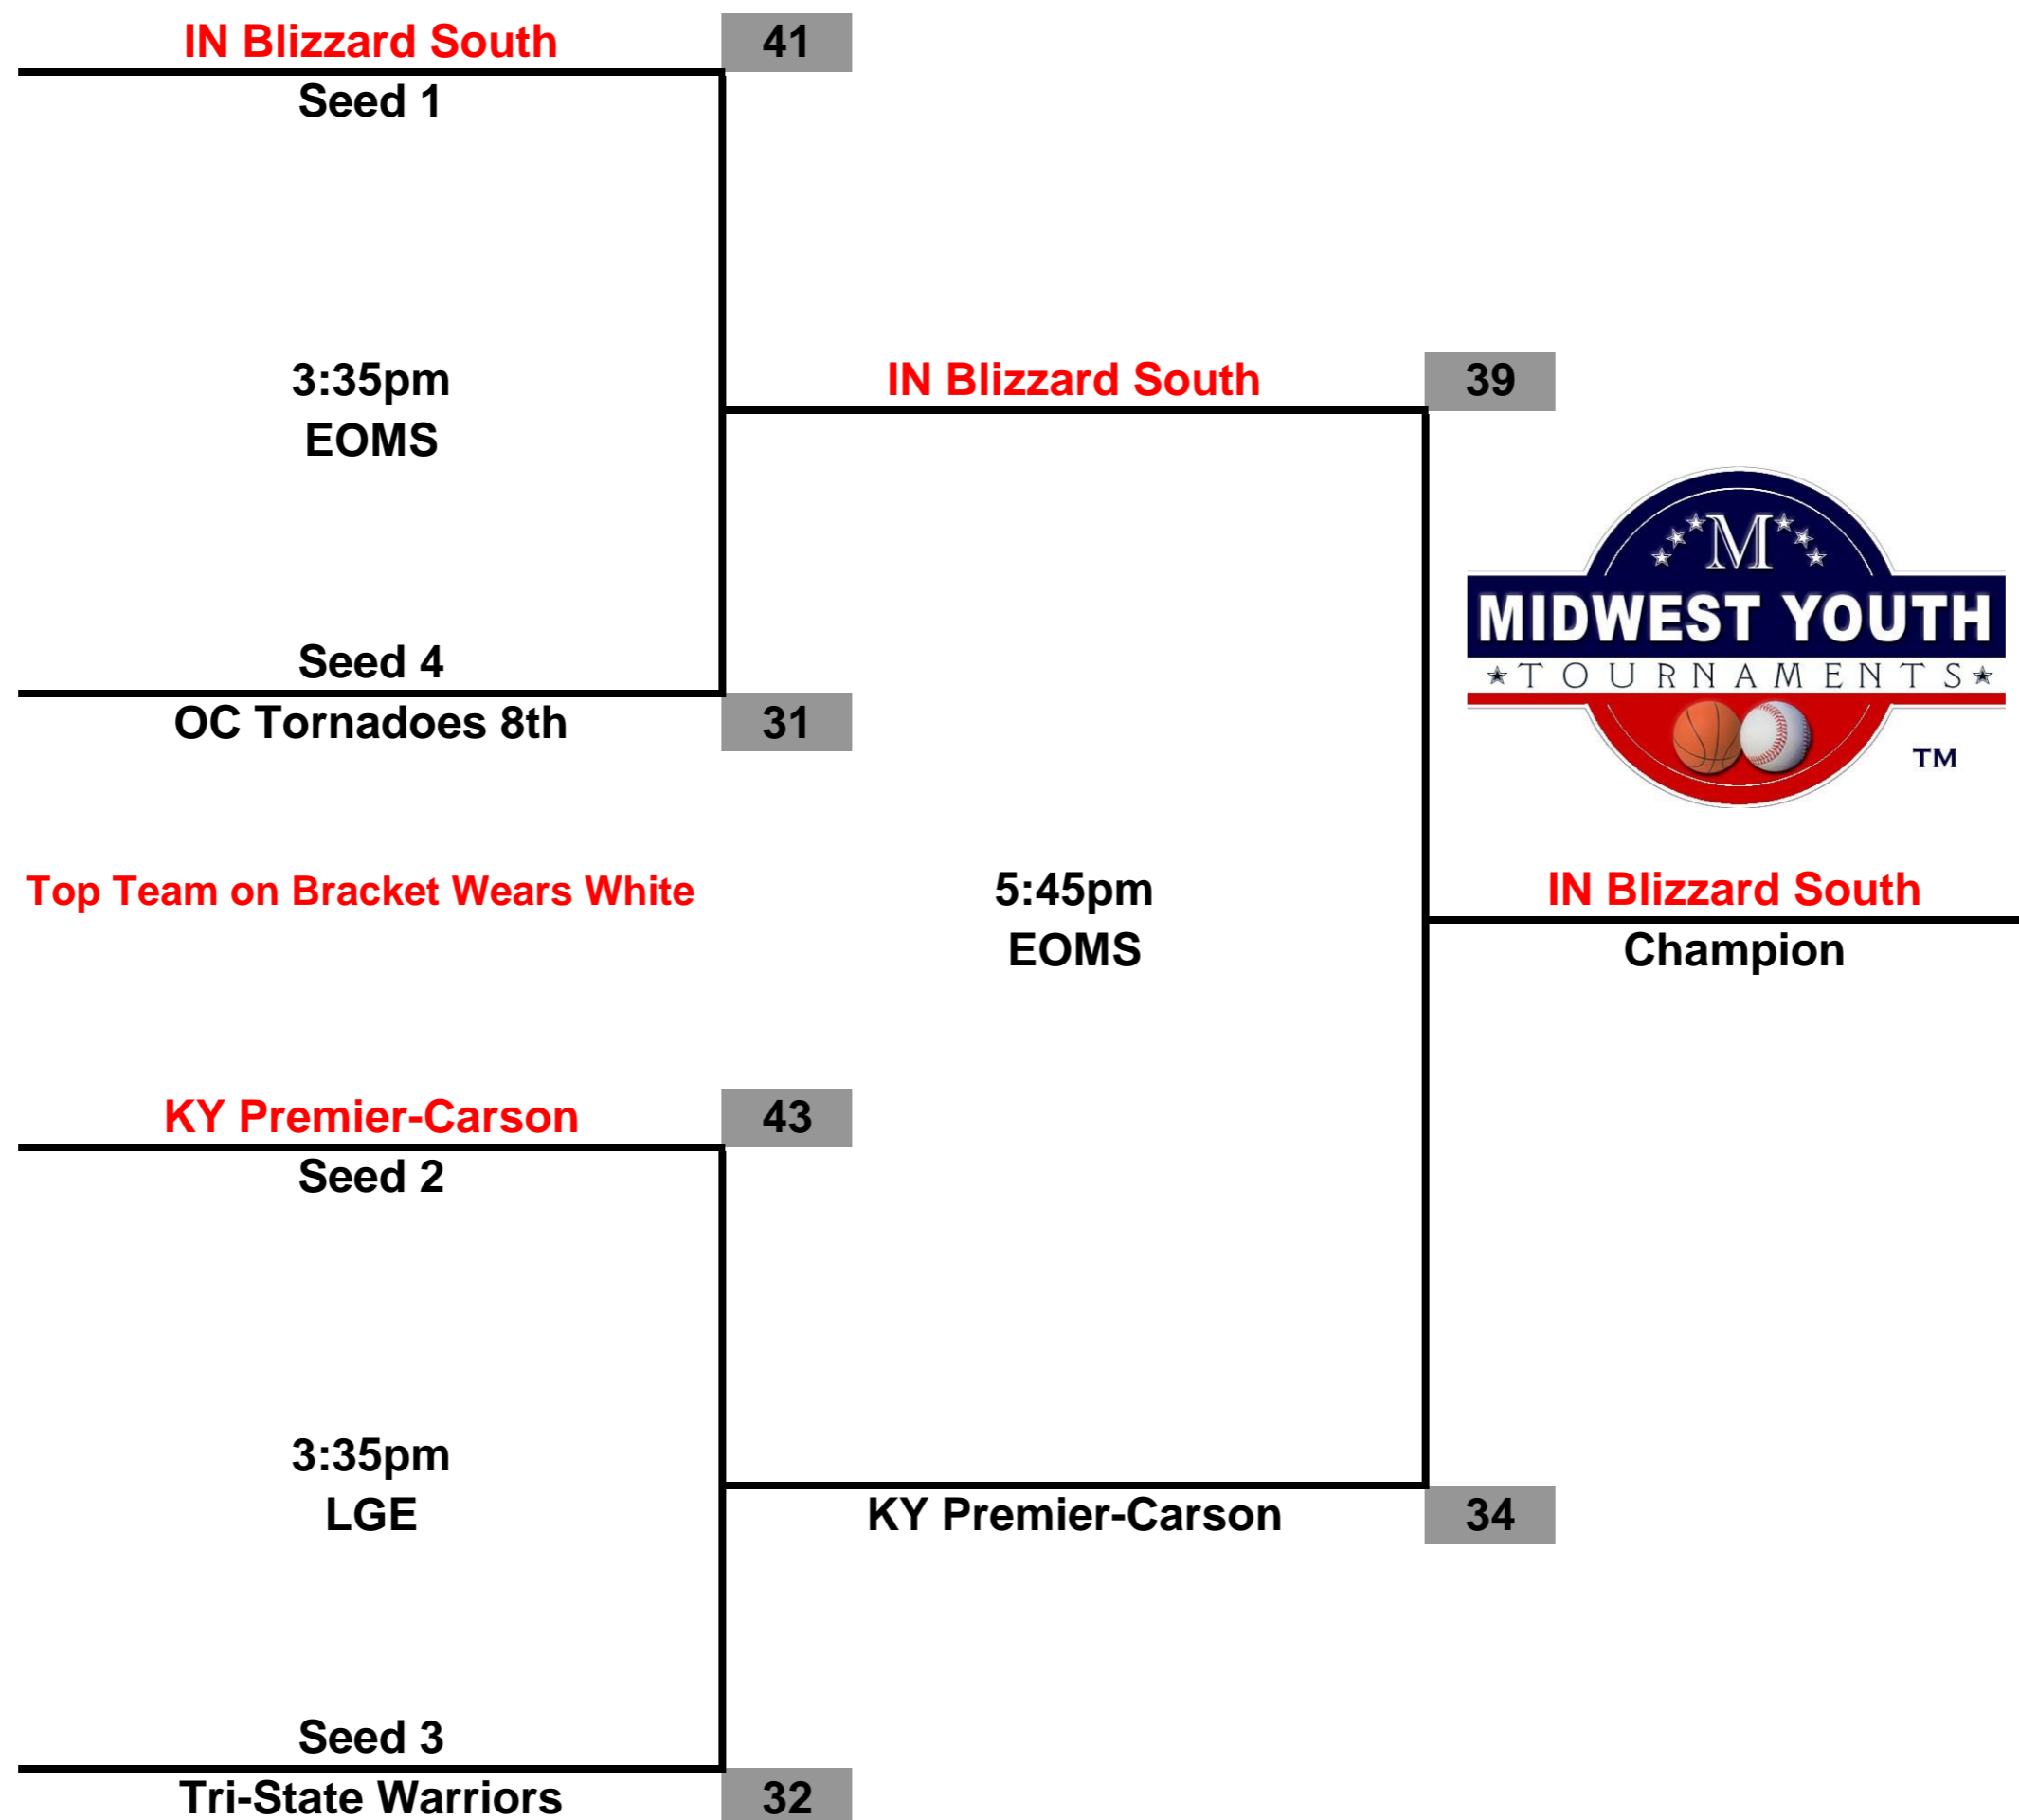 IN Blizzard South 41
Seed 1
3:35pm
EOMS
IN Blizzard South 39
Seed 4
OC Tornadoes 8th 31
M
MIDWEST YOUTH
TOURNAMENTS
TM
Top Team on Bracket Wears White
5:45pm
EOMS
IN Blizzard South
Champion
KY Premier-Carson 43
Seed 2
3:35pm
LGE
KY Premier-Carson 34
Seed 3
Tri-State Warriors 32